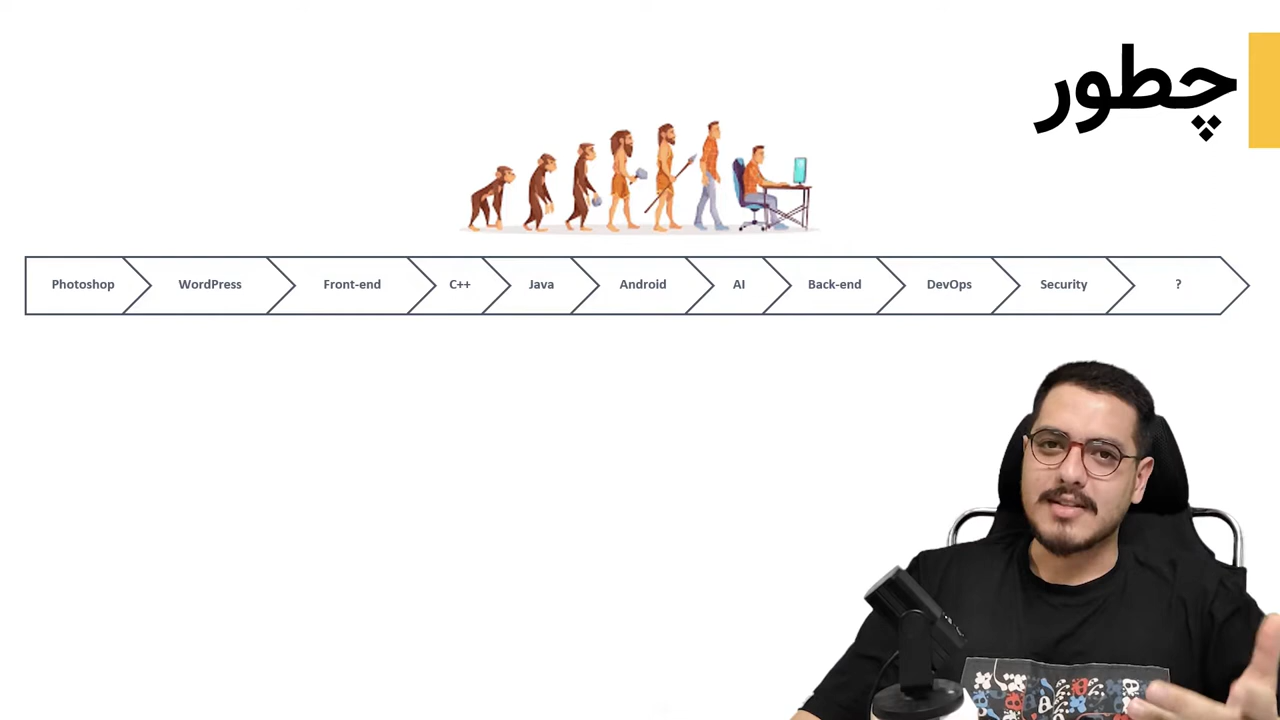 چطور
Photoshop WordPress Front-end C++ Java Android AI Back-end DevOps Security ?